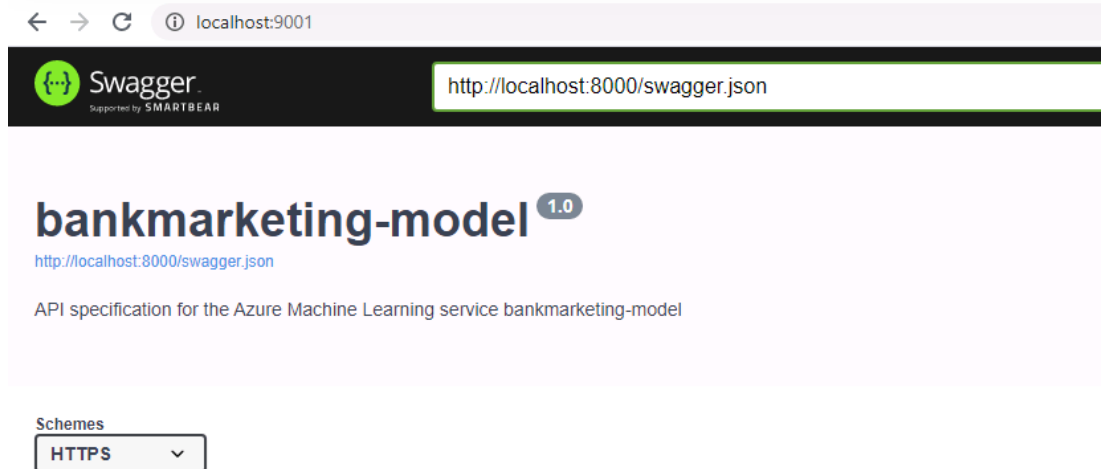 localhost:9001
{···} Swagger.
Supported by SMARTBEAR
http://localhost:8000/swagger.json
bankmarketing-model 1.0
http://localhost:8000/swagger.json
API specification for the Azure Machine Learning service bankmarketing-model
Schemes
HTTPS